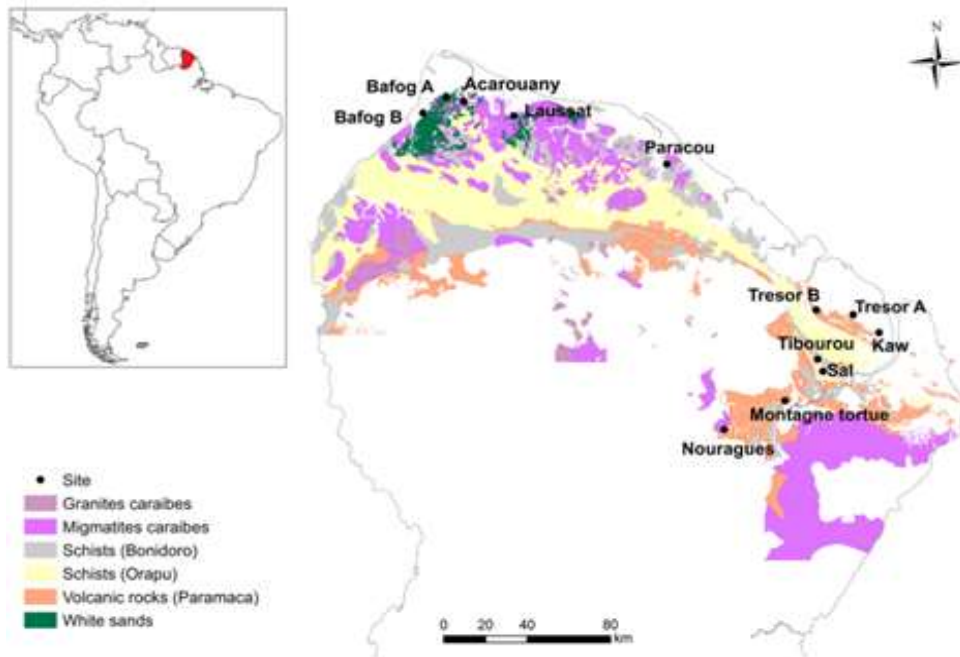 N
Bafog A
Acarouany
Bafog B
Laussat
Paracou
Tresor B
Tresor A
Kaw
Tibourou
Sal
Montagne tortue
Nouragues
Site
Granites caraibes
Migmatites caraibes
Schists (Bonidoro)
Schists (Orapu)
Volcanic rocks (Paramaca)
White sands
0 20 40 80
km